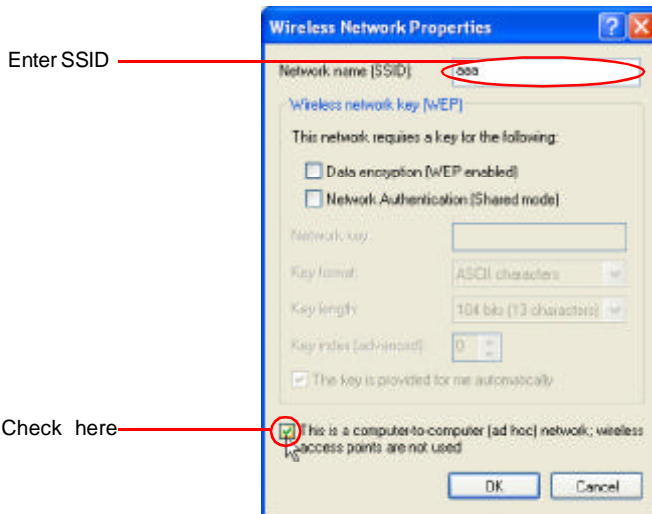 Wireless Network Properties
Enter SSID
Network name (SSID): aaa
Wireless network key (WEP)
This network requires a key for the following:
Data encryption (WEP enabled)
Network Authentication (Shared mode)
Network key:
Key format: ASCII characters
Key length: 104 bits (13 characters)
Key index (advanced): 0
The key is provided for me automatically
Check here
This is a computer-to-computer (ad hoc) network; wireless
access points are not used
OK Cancel